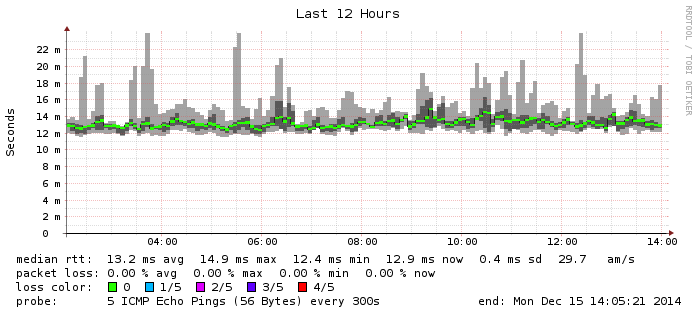 Last 12 Hours
RRDTOOL / TOBI OETIKER
Seconds
22 m
20 m
18 m
16 m
14 m
12 m
10 m
8 m
6 m
4 m
2 m
0
04:00 06:00 08:00 10:00 12:00 14:00
median rtt: 13.2 ms avg 14.9 ms max 12.4 ms min 12.9 ms now 0.4 ms sd 29.7 am/s
packet loss: 0.00 % avg 0.00 % max 0.00 % min 0.00 % now
loss color: 0 1/5 2/5 3/5 4/5
probe: 5 ICMP Echo Pings (56 Bytes) every 300s end: Mon Dec 15 14:05:21 2014